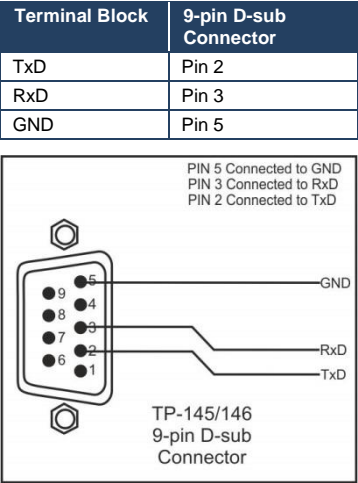 Terminal Block 9-pin D-sub
Connector
TxD Pin 2
RxD Pin 3
GND Pin 5
PIN 5 Connected to GND
PIN 3 Connected to RxD
PIN 2 Connected to TxD
5
9
4
8
3
7
2
6
1
GND
RxD
TxD
TP-145/146
9-pin D-sub
Connector